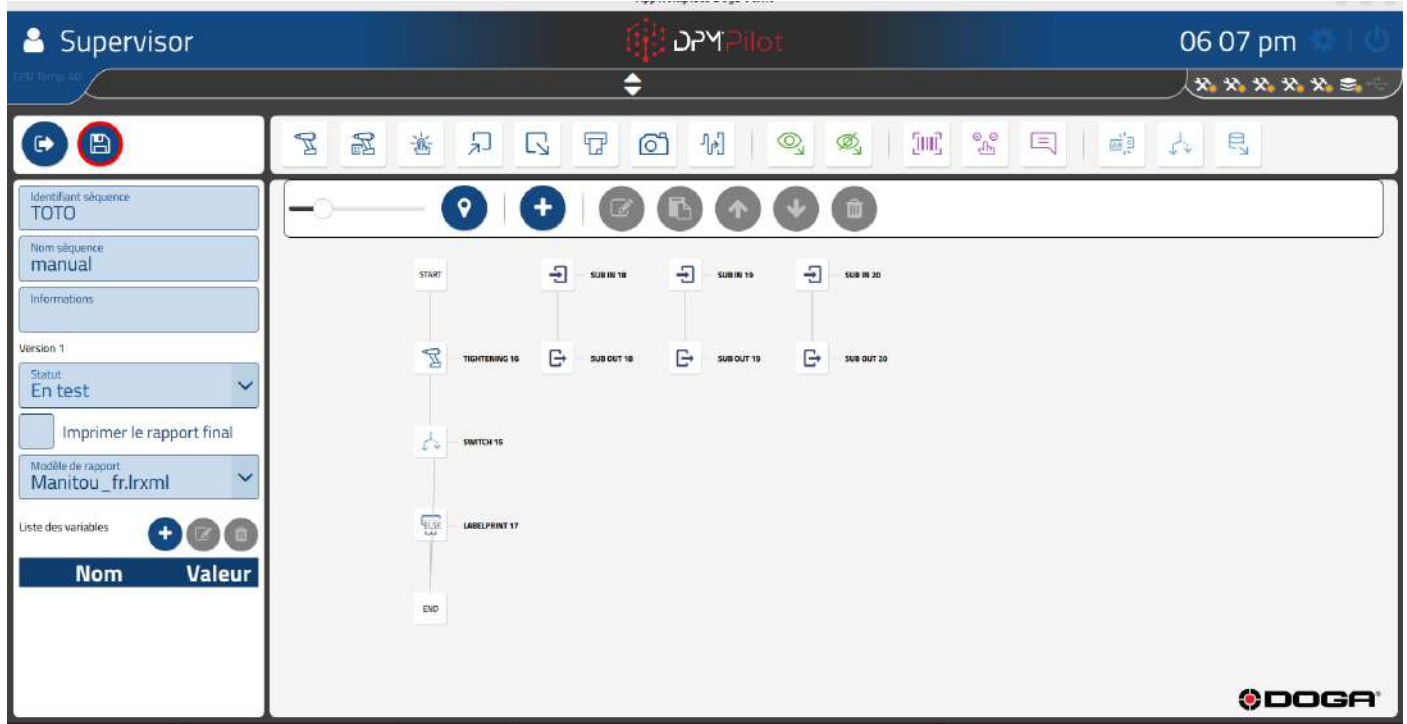 Supervisor
DPMPilot
06 07 pm
CPU Temp: 40
Identifiant séquence
TOTO
Nom séquence
manual
Informations
Version 1
Statut
En test
Imprimer le rapport final
Modèle de rapport
Manitou_fr.lrxml
Liste des variables
Nom Valeur
START
SUB IN 18
SUB IN 19
SUB IN 20
TIGHTENING 16
SUB OUT 18
SUB OUT 19
SUB OUT 20
SWITCH 15
ELSE
LABELPRINT 17
END
DOGA